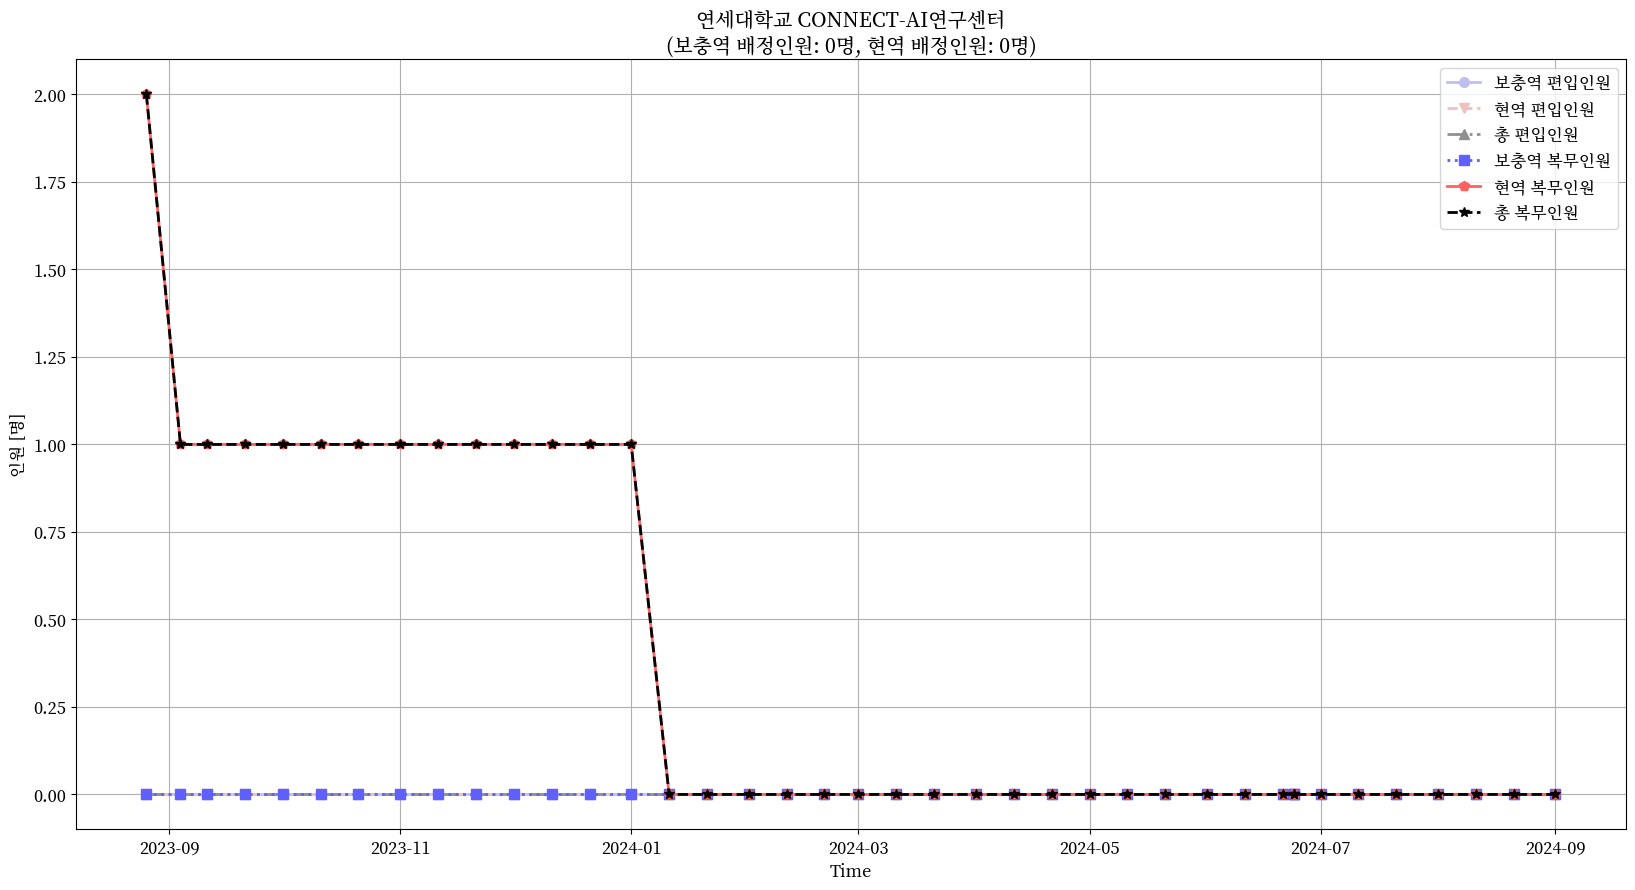 연세대학교 CONNECT-AI연구센터
(보충역 배정인원: 0명, 현역 배정인원: 0명)
보충역 편입인원
현역 편입인원
총 편입인원
보충역 복무인원
현역 복무인원
총 복무인원
2.00
1.75
1.50
1.25
1.00
0.75
0.50
0.25
0.00
인원 [명]
2023-09
2023-11
2024-01
2024-03
2024-05
2024-07
2024-09
Time